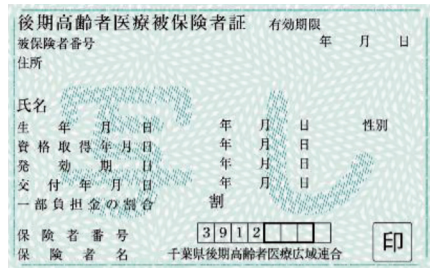 後期高齢者医療被保険者証 有効期限
被保険者番号 年 月 日
住所
氏名
生年月日 年 月 日 性別
資格取得年月日 年 月 日
発効期日 年 月 日
交付年月日 年 月 日
一部負担金の割合 割
保険者番号 3912
保険者名 千葉県後期高齢者医療広域連合 印
写し